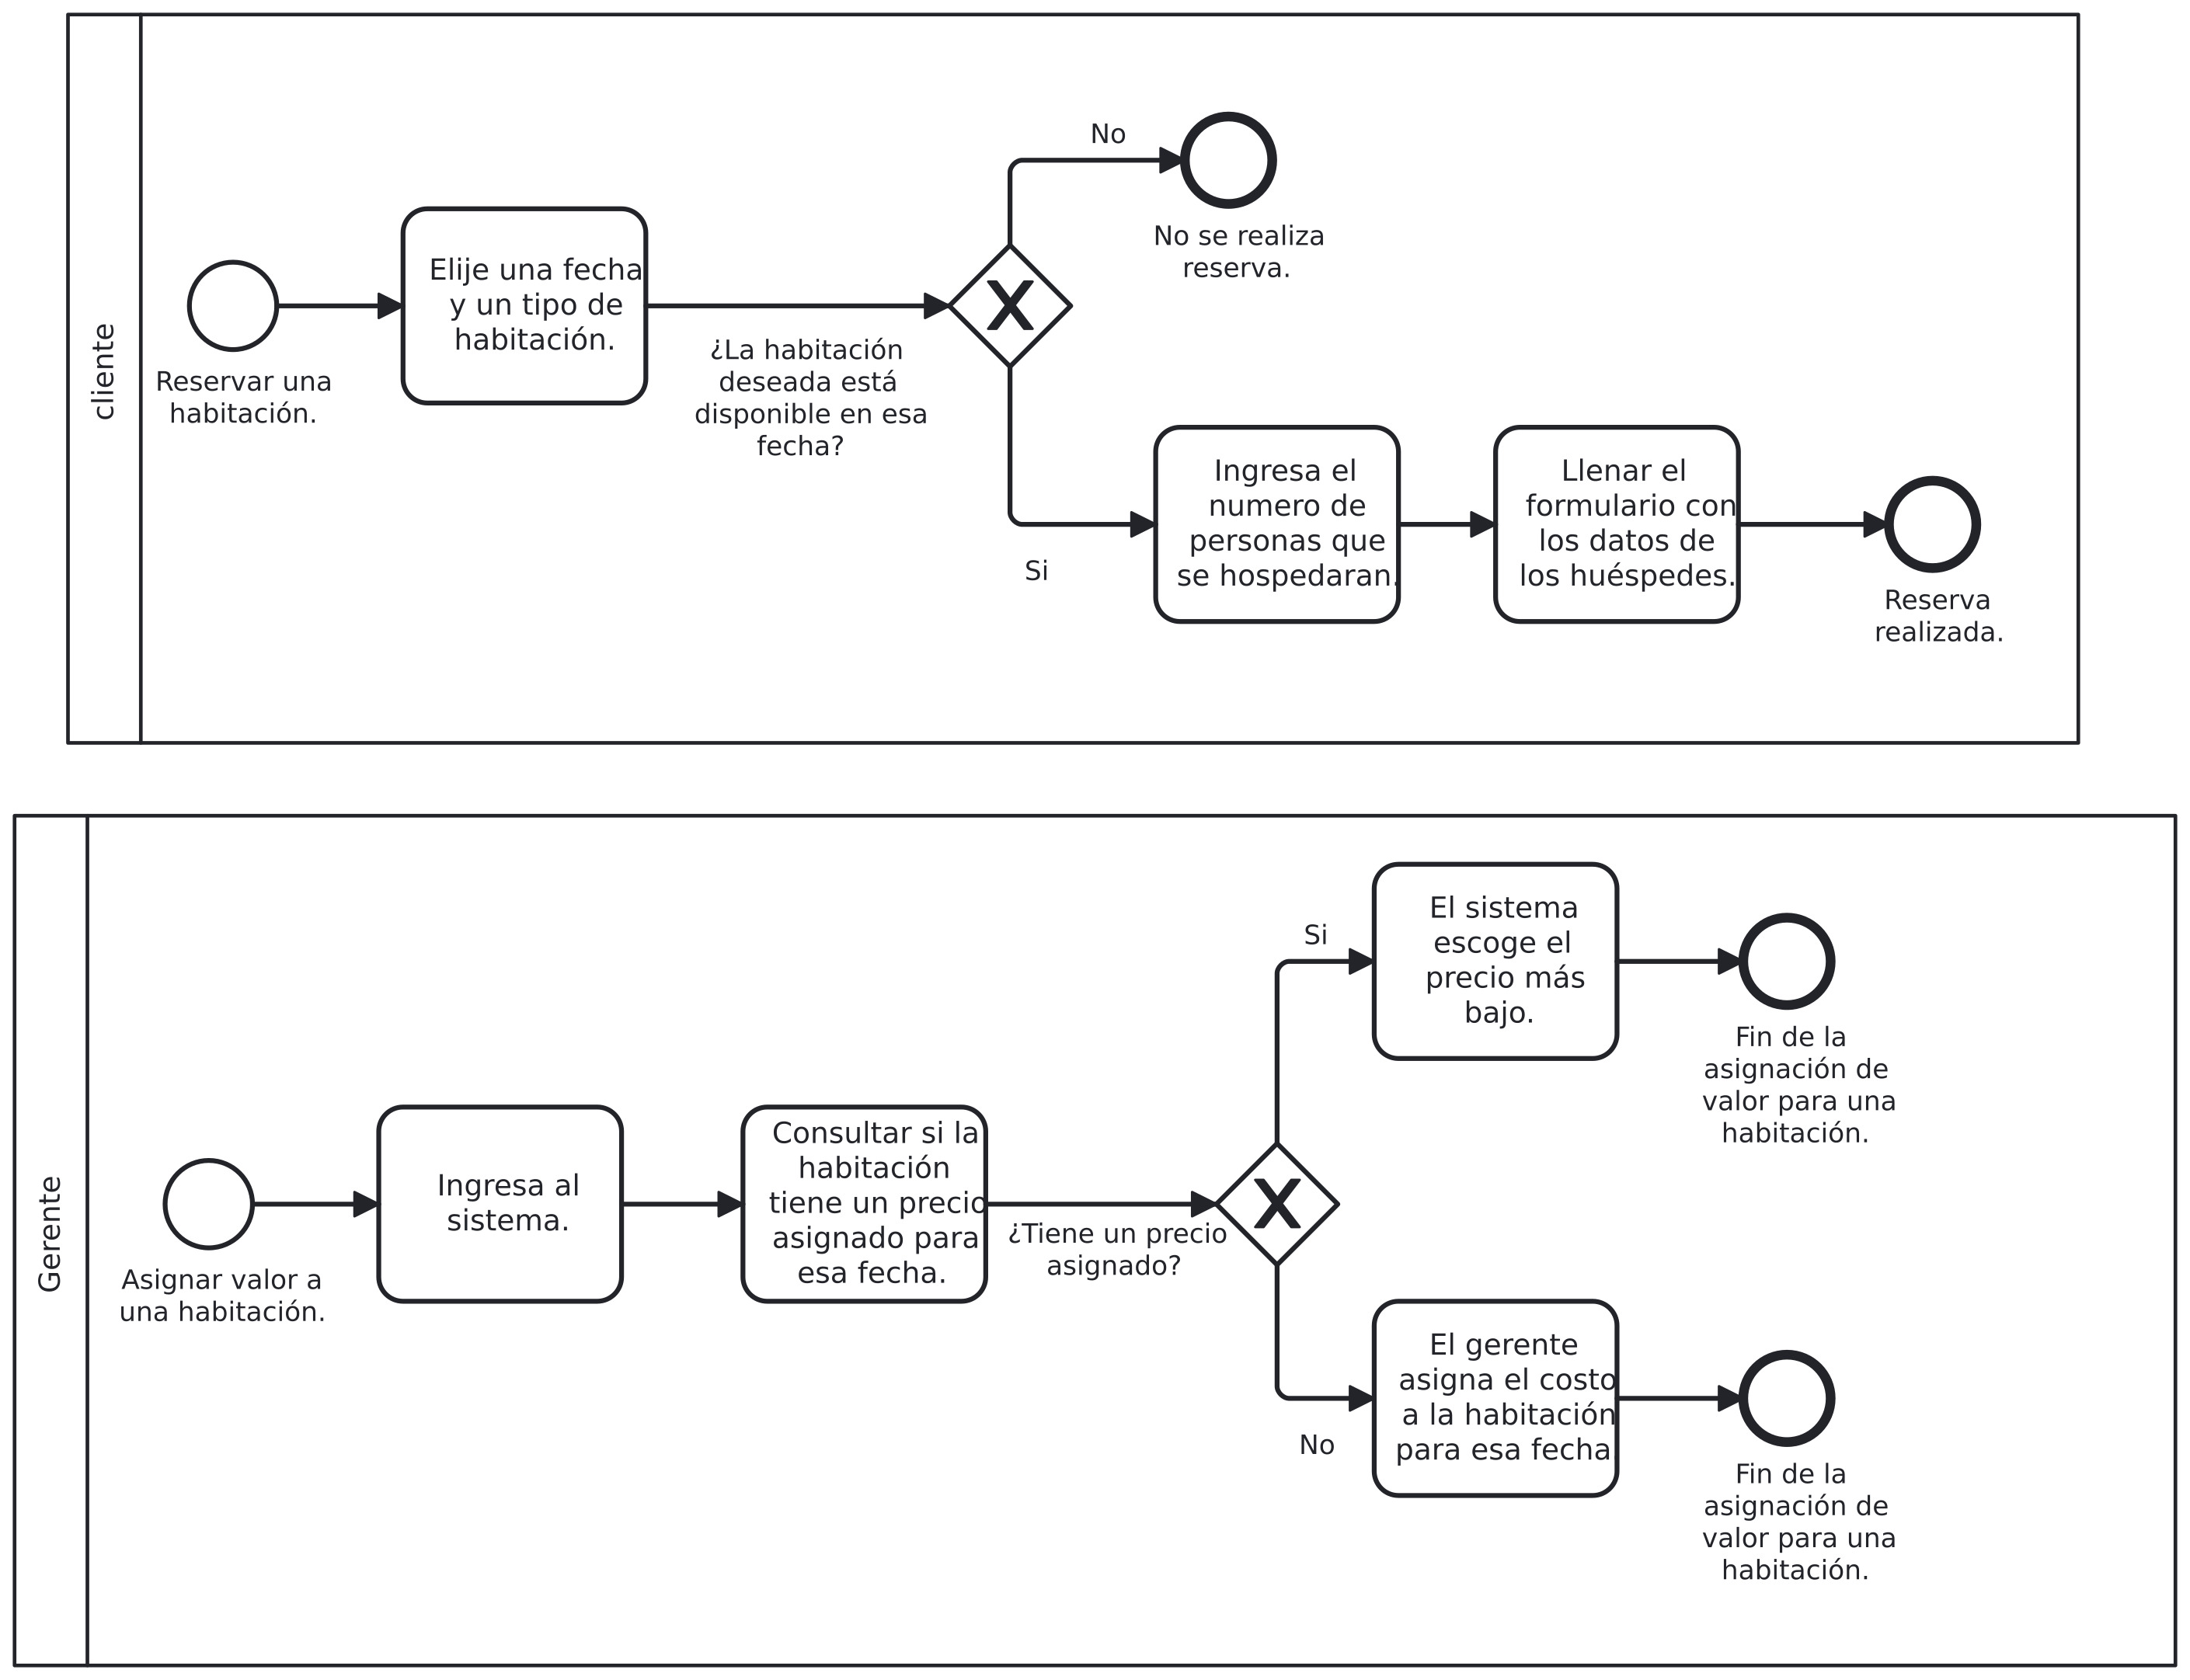 cliente
Reservar una
habitación.
Elije una fecha
y un tipo de
habitación.
¿La habitación
deseada está
disponible en esa
fecha?
No
No se realiza
reserva.
Si
Ingresa el
numero de
personas que
se hospedaran.
Llenar el
formulario con
los datos de
los huéspedes.
Reserva
realizada.
Gerente
Asignar valor a
una habitación.
Ingresa al
sistema.
Consultar si la
habitación
tiene un precio
asignado para
esa fecha.
¿Tiene un precio
asignado?
Si
El sistema
escoge el
precio más
bajo.
Fin de la
asignación de
valor para una
habitación.
No
El gerente
asigna el costo
a la habitación
para esa fecha.
Fin de la
asignación de
valor para una
habitación.